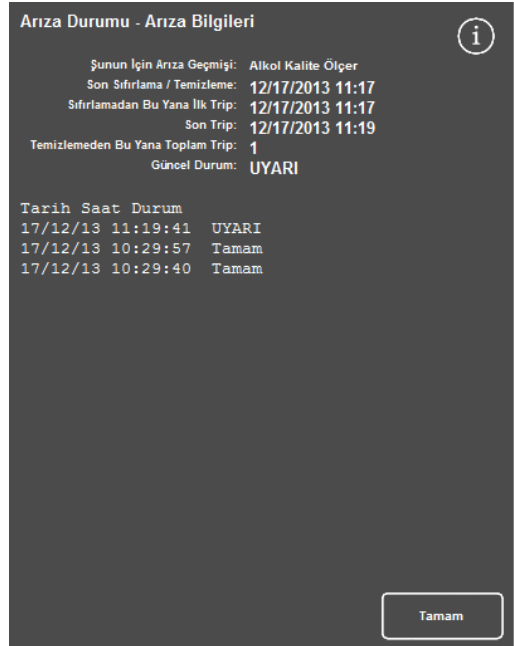 Arıza Durumu - Arıza Bilgileri
i
Şunun İçin Arıza Geçmişi: Alkol Kalite Ölçer
Son Sıfırlama / Temizleme: 12/17/2013 11:17
Sıfırlamadan Bu Yana İlk Trip: 12/17/2013 11:17
Son Trip: 12/17/2013 11:19
Temizlemeden Bu Yana Toplam Trip: 1
Güncel Durum: UYARI
Tarih Saat Durum
17/12/13 11:19:41 UYARI
17/12/13 10:29:57 Tamam
17/12/13 10:29:40 Tamam
Tamam